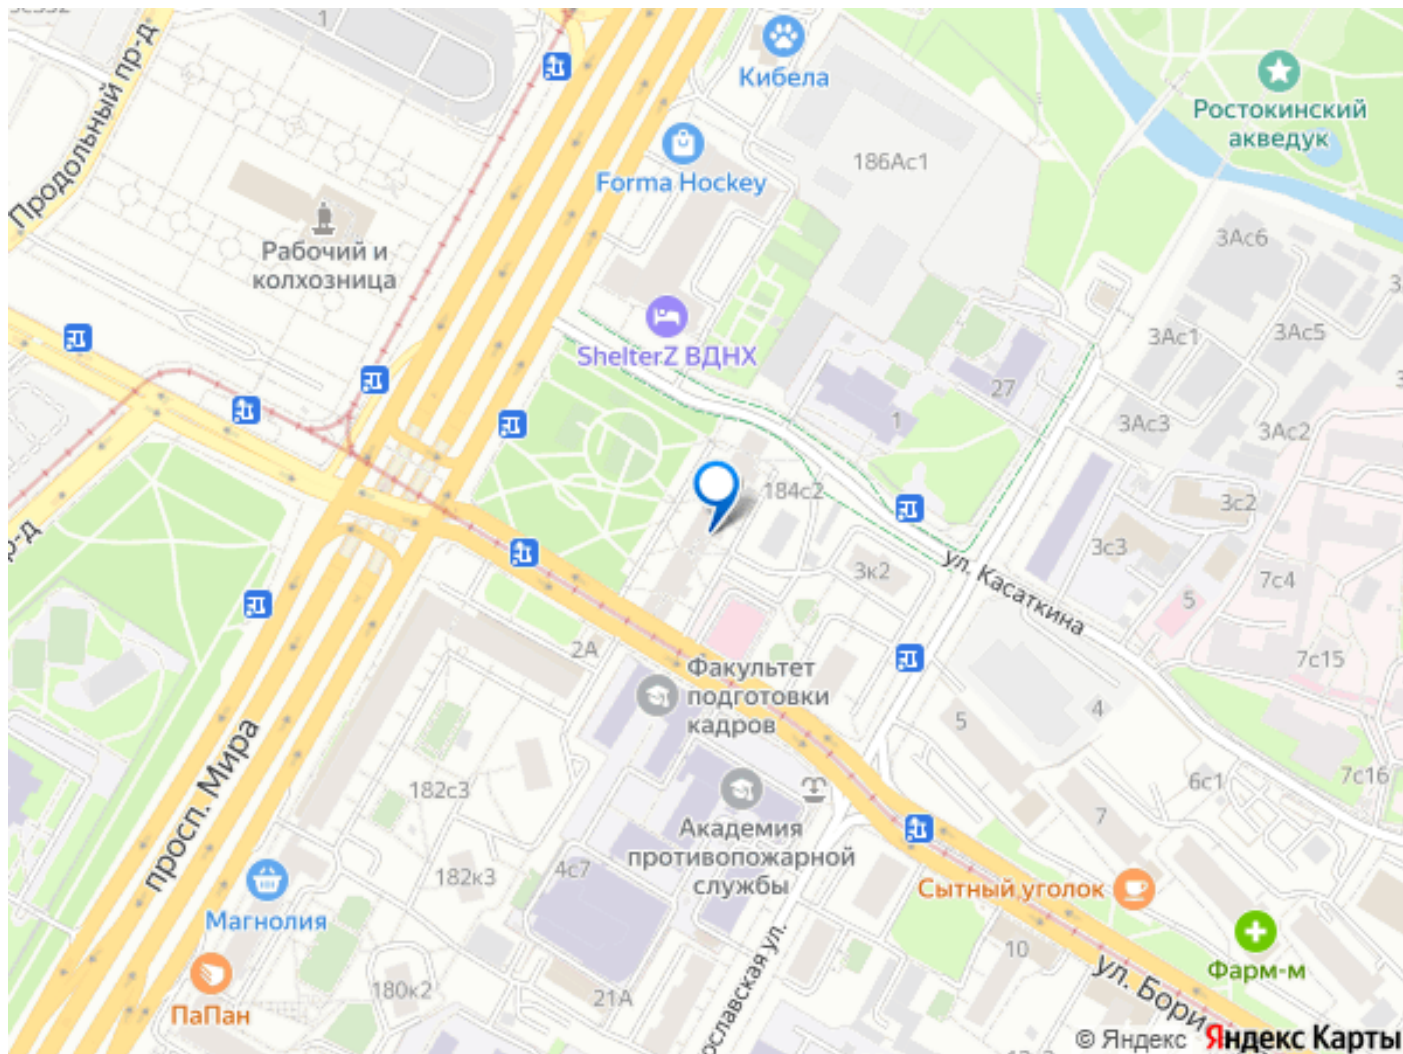 1
Продольный пр-д
Кибела
Ростокинский
акведук
186Ас1
Forma Hockey
Рабочий и
колхозница
3Ас6
ShelterZ ВДНХ
3Ас1
3Ас5
27
1
3Ас3
3Ас2
184с2
3с2
3с3
3к2
ул. Касаткина
7с4
5
2А
7с15
Факультет
подготовки
кадров
4
5
просп. Мира
7с16
6с1
182с3
7
Академия
противопожарной
службы
4с7
182к3
Сытный уголок
Магнолия
10
Фарм-м
ул. Бори
180к2
21А
ПаПан
ославская ул.
© Яндекс Яндекс Карты